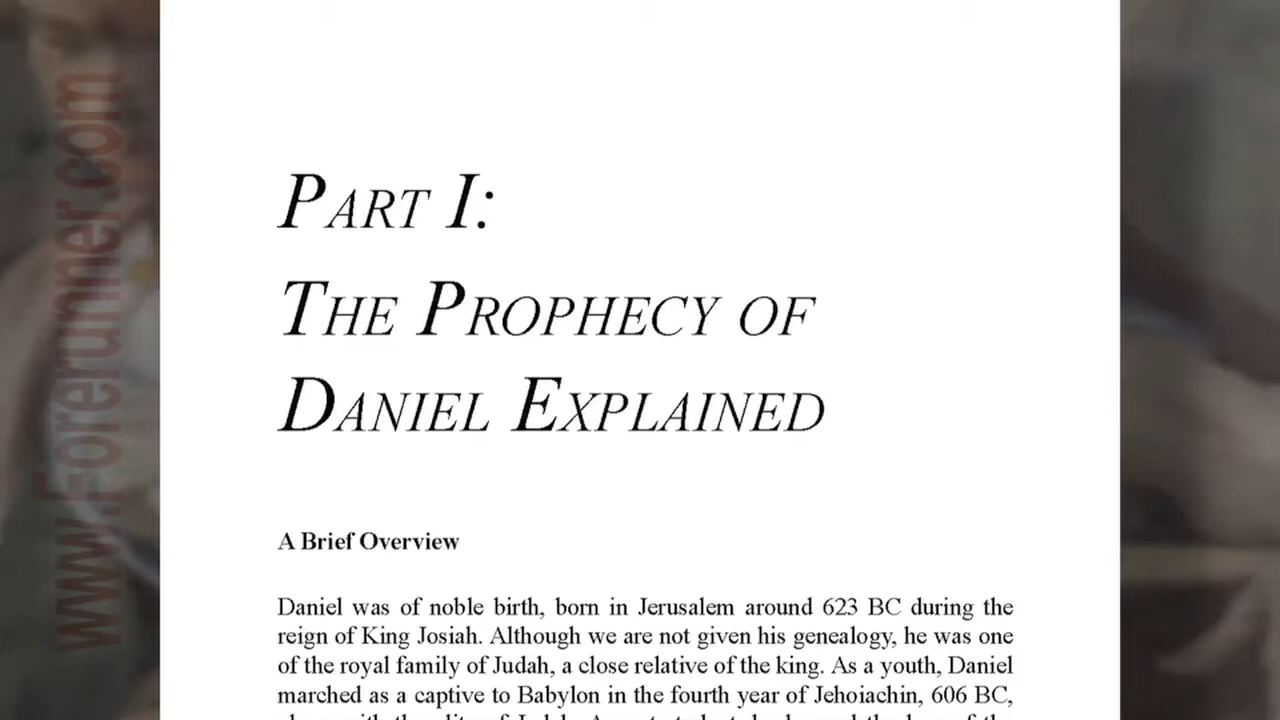 www.Forerunner.com
PART I:
THE PROPHECY OF
DANIEL EXPLAINED
A Brief Overview
Daniel was of noble birth, born in Jerusalem around 623 BC during the
reign of King Josiah. Although we are not given his genealogy, he was one
of the royal family of Judah, a close relative of the king. As a youth, Daniel
marched as a captive to Babylon in the fourth year of Jehoiachin, 606 BC,